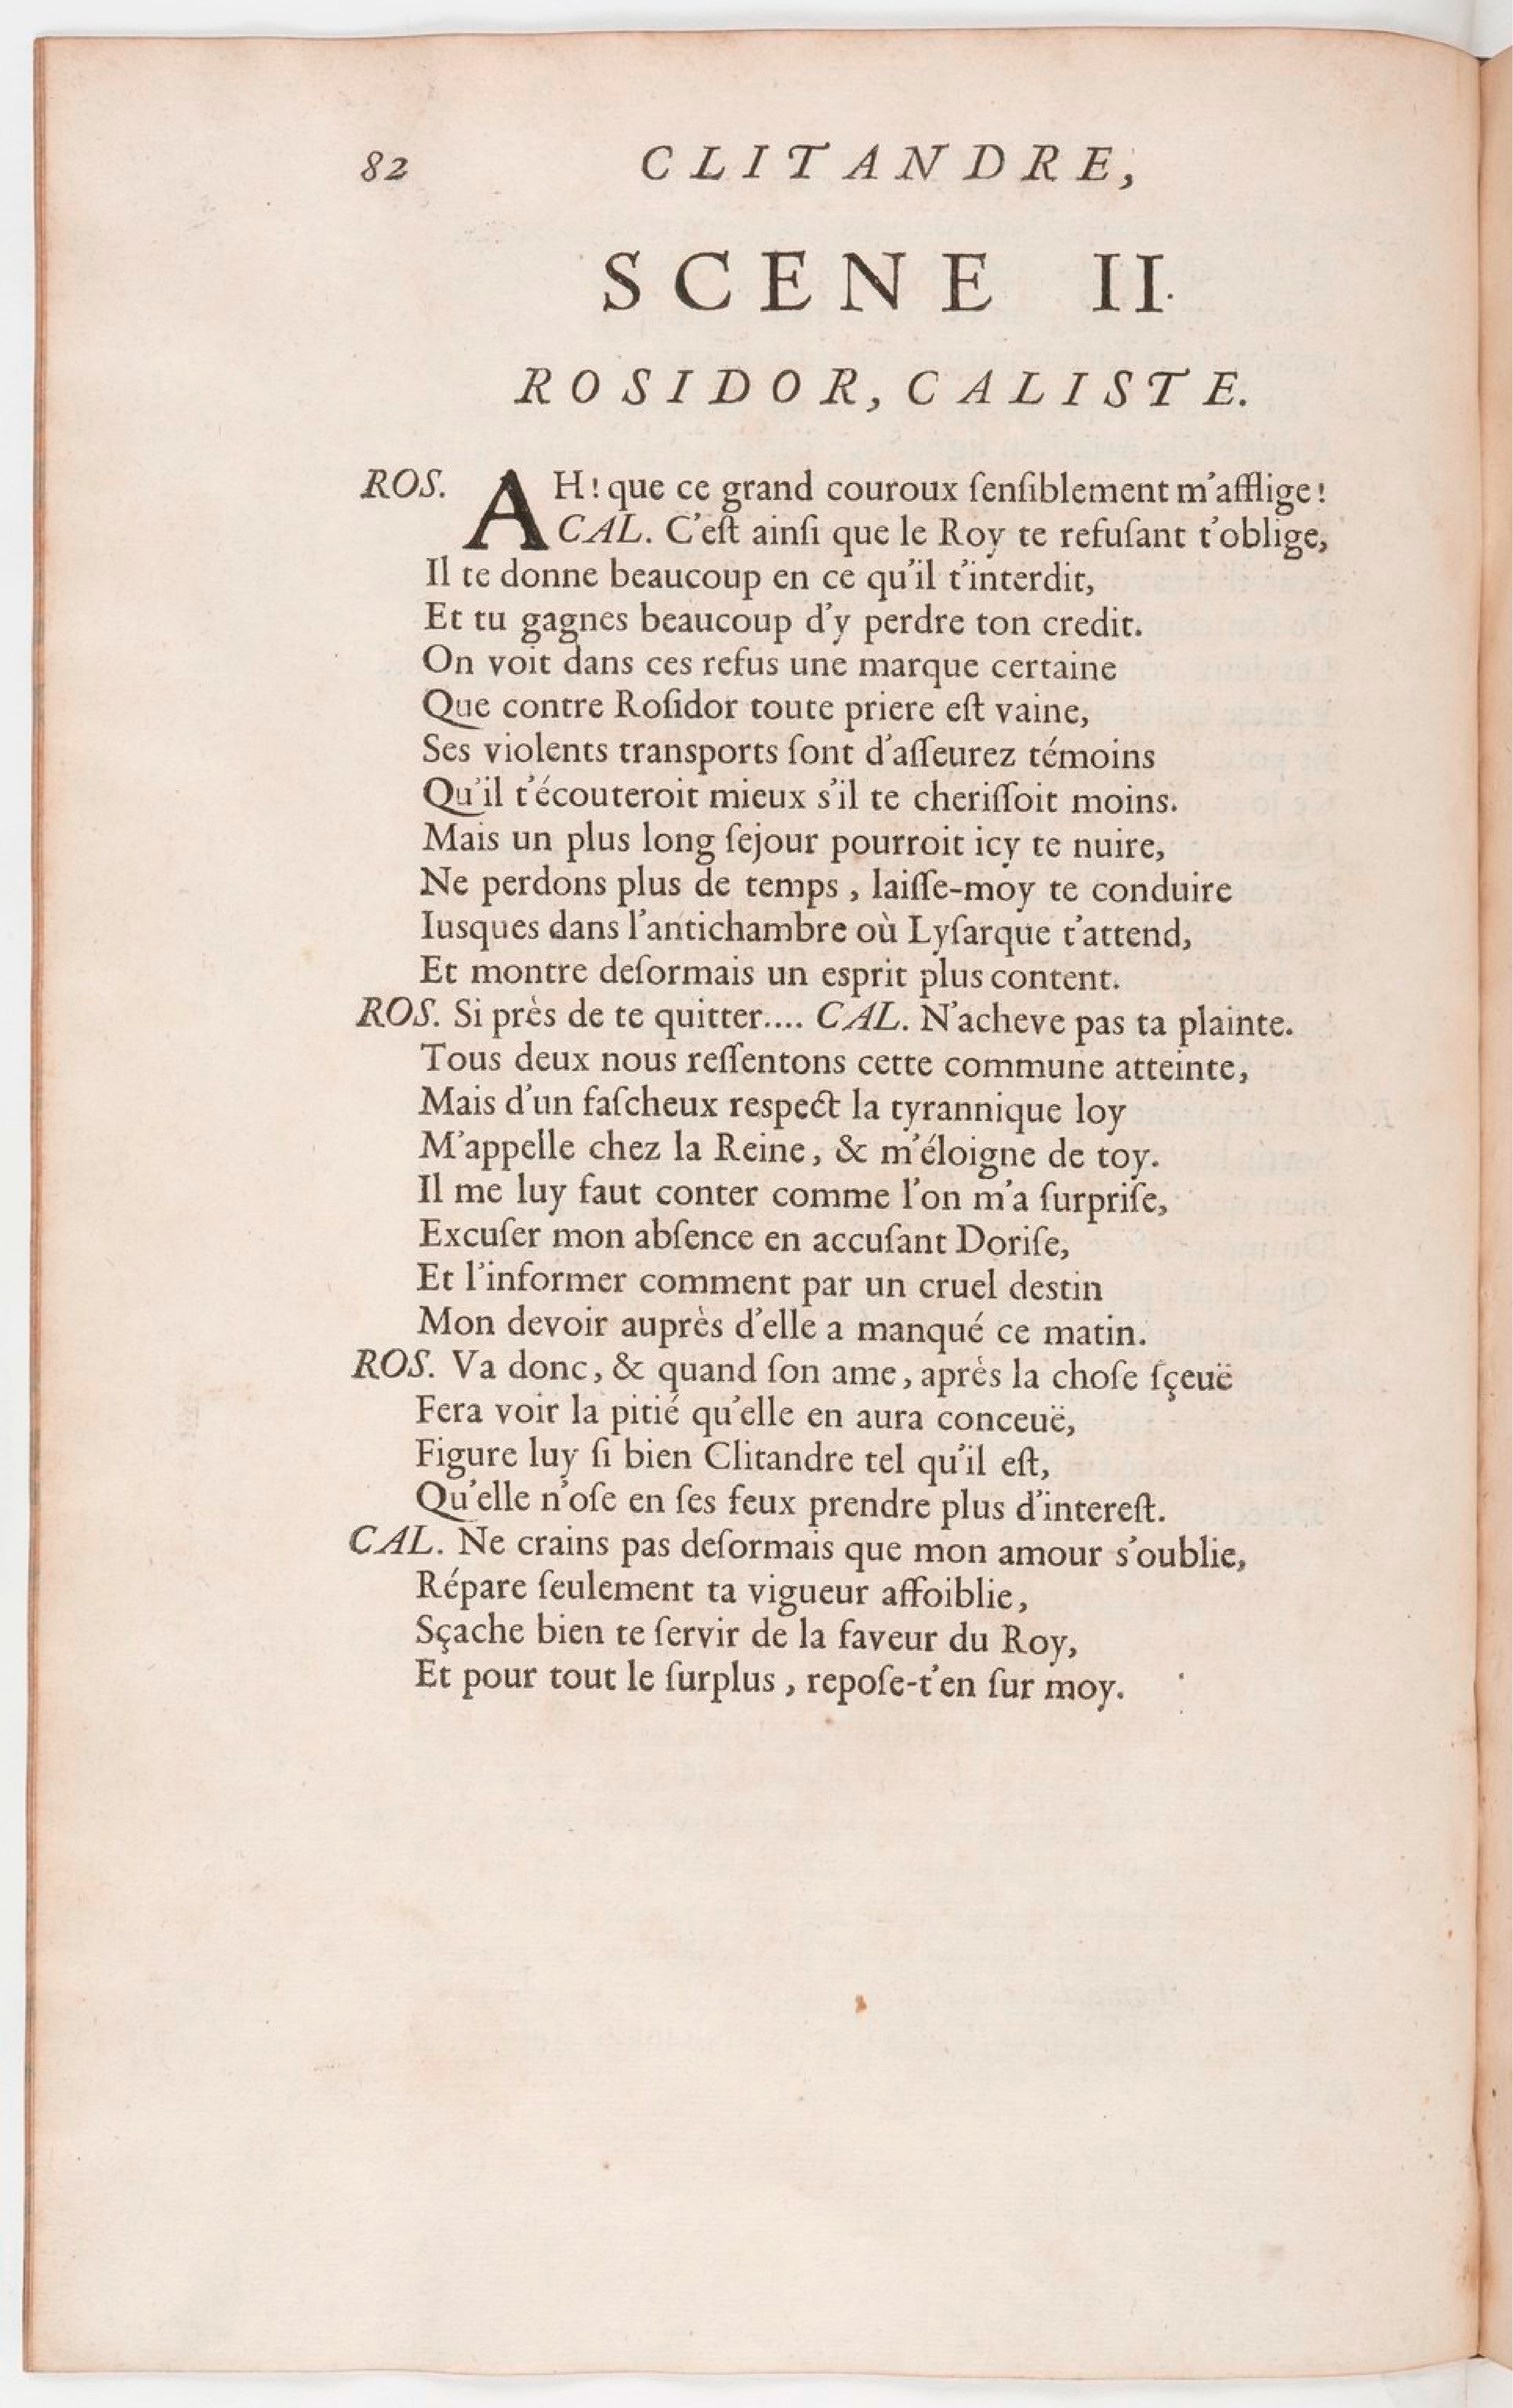 82 CLITANDRE,
SCENE II.
ROSIDOR, CALISTE.
ROS. AH! que ce grand couroux ſenſiblement m'afflige!
CAL. C'eſt ainſi que le Roy te refuſant t'oblige,
Il te donne beaucoup en ce qu'il t'interdit,
Et tu gagnes beaucoup d'y perdre ton credit.
On voit dans ces refus une marque certaine
Que contre Roſidor toute priere eſt vaine,
Ses violents transports ſont d'aſſeurez témoins
Qu'il t'écouteroit mieux s'il te cheriſſoit moins.
Mais un plus long ſejour pourroit icy te nuire,
Ne perdons plus de temps, laiſſe-moy te conduire
Iusques dans l'antichambre où Lyſarque t'attend,
Et montre deſormais un esprit plus content.
ROS. Si près de te quitter.... CAL. N'acheve pas ta plainte.
Tous deux nous reſſentons cette commune atteinte,
Mais d'un faſcheux respect la tyrannique loy
M'appelle chez la Reine, & m'éloigne de toy.
Il me luy faut conter comme l'on m'a ſurpriſe,
Excuſer mon abſence en accuſant Doriſe,
Et l'informer comment par un cruel destin
Mon devoir auprès d'elle a manqué ce matin.
ROS. Va donc, & quand ſon ame, après la choſe ſçeuë
Fera voir la pitié qu'elle en aura conceuë,
Figure luy ſi bien Clitandre tel qu'il eſt,
Qu'elle n'oſe en ſes feux prendre plus d'intereſt.
CAL. Ne crains pas deſormais que mon amour s'oublie,
Répare ſeulement ta vigueur affoiblie,
Sçache bien te ſervir de la faveur du Roy,
Et pour tout le ſurplus, repoſe-t'en ſur moy.